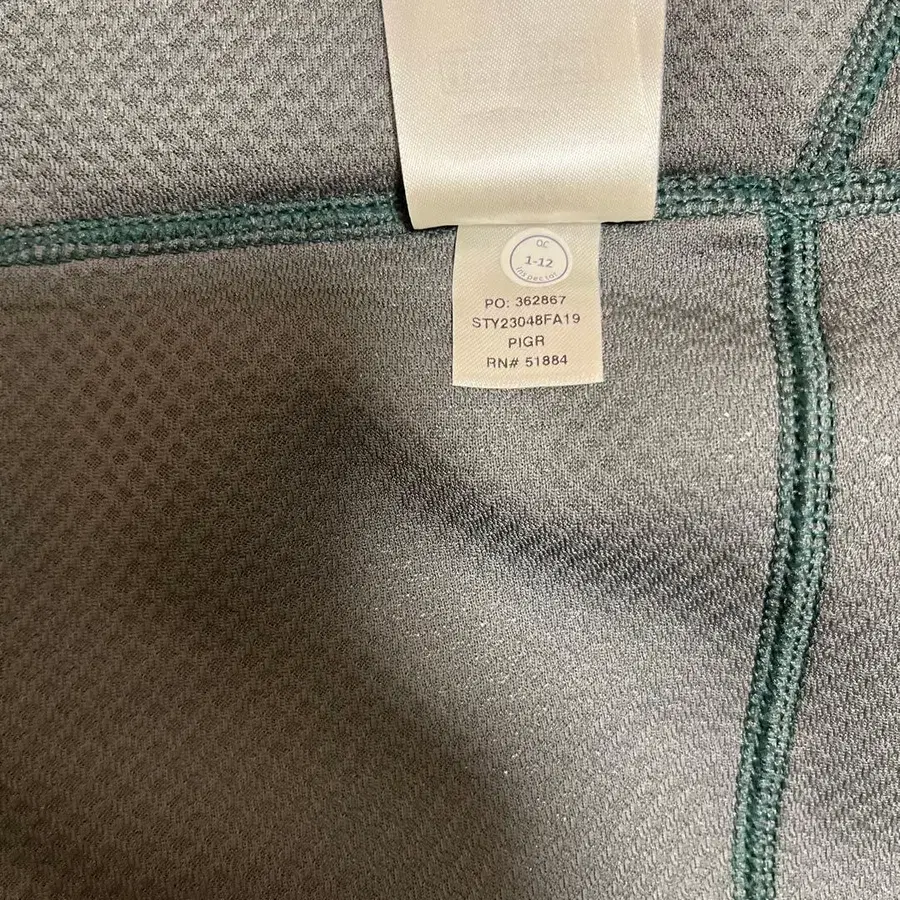 QC
1-12
Inspector
PO: 362867
STY23048FA19
PIGR
RN# 51884